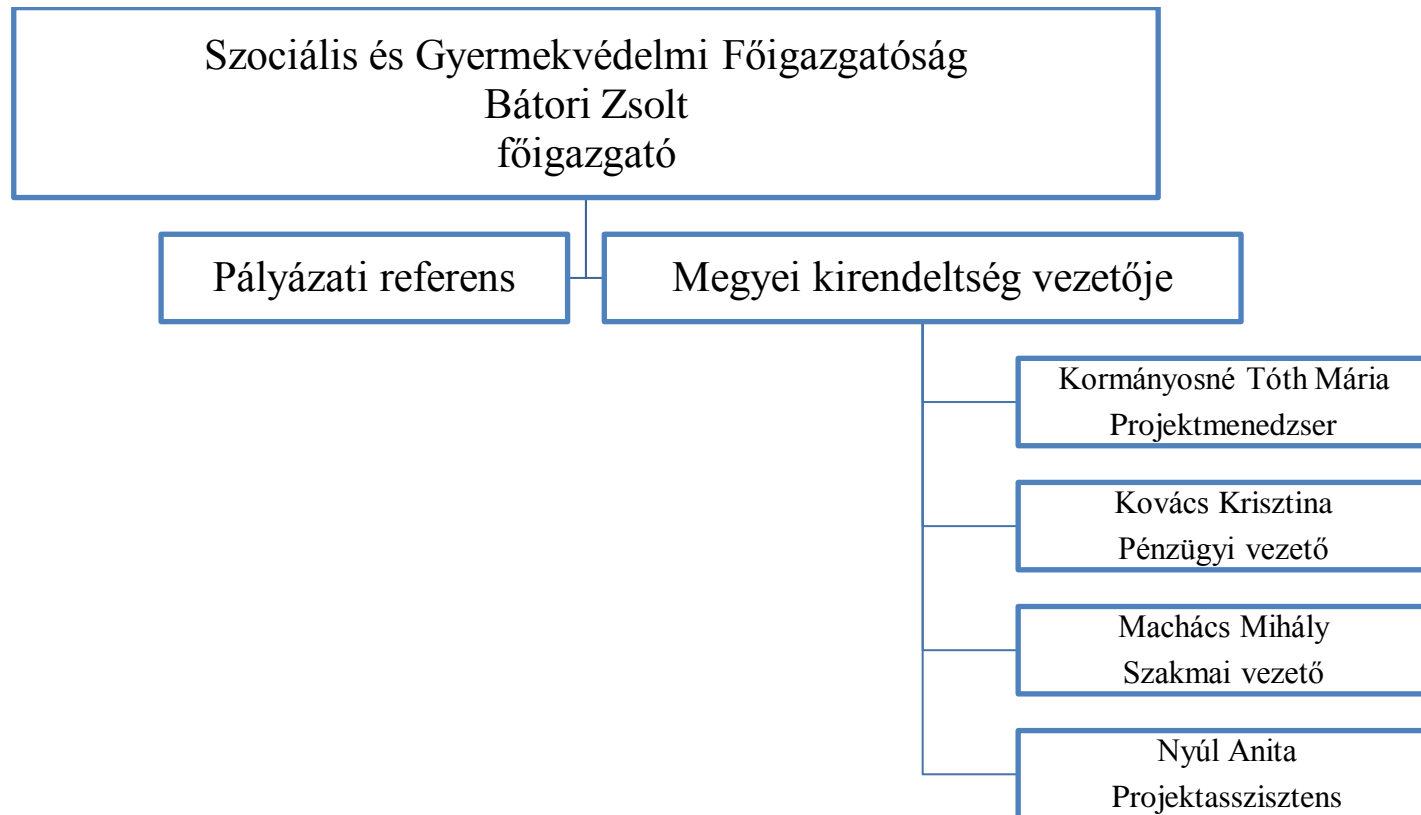 Szociális és Gyermekvédelmi Főigazgatóság
Bátori Zsolt
főigazgató
Pályázati referens
Megyei kirendeltség vezetője
Kormányosné Tóth Mária
Projektmenedzser
Kovács Krisztina
Pénzügyi vezető
Machács Mihály
Szakmai vezető
Nyúl Anita
Projektasszisztens